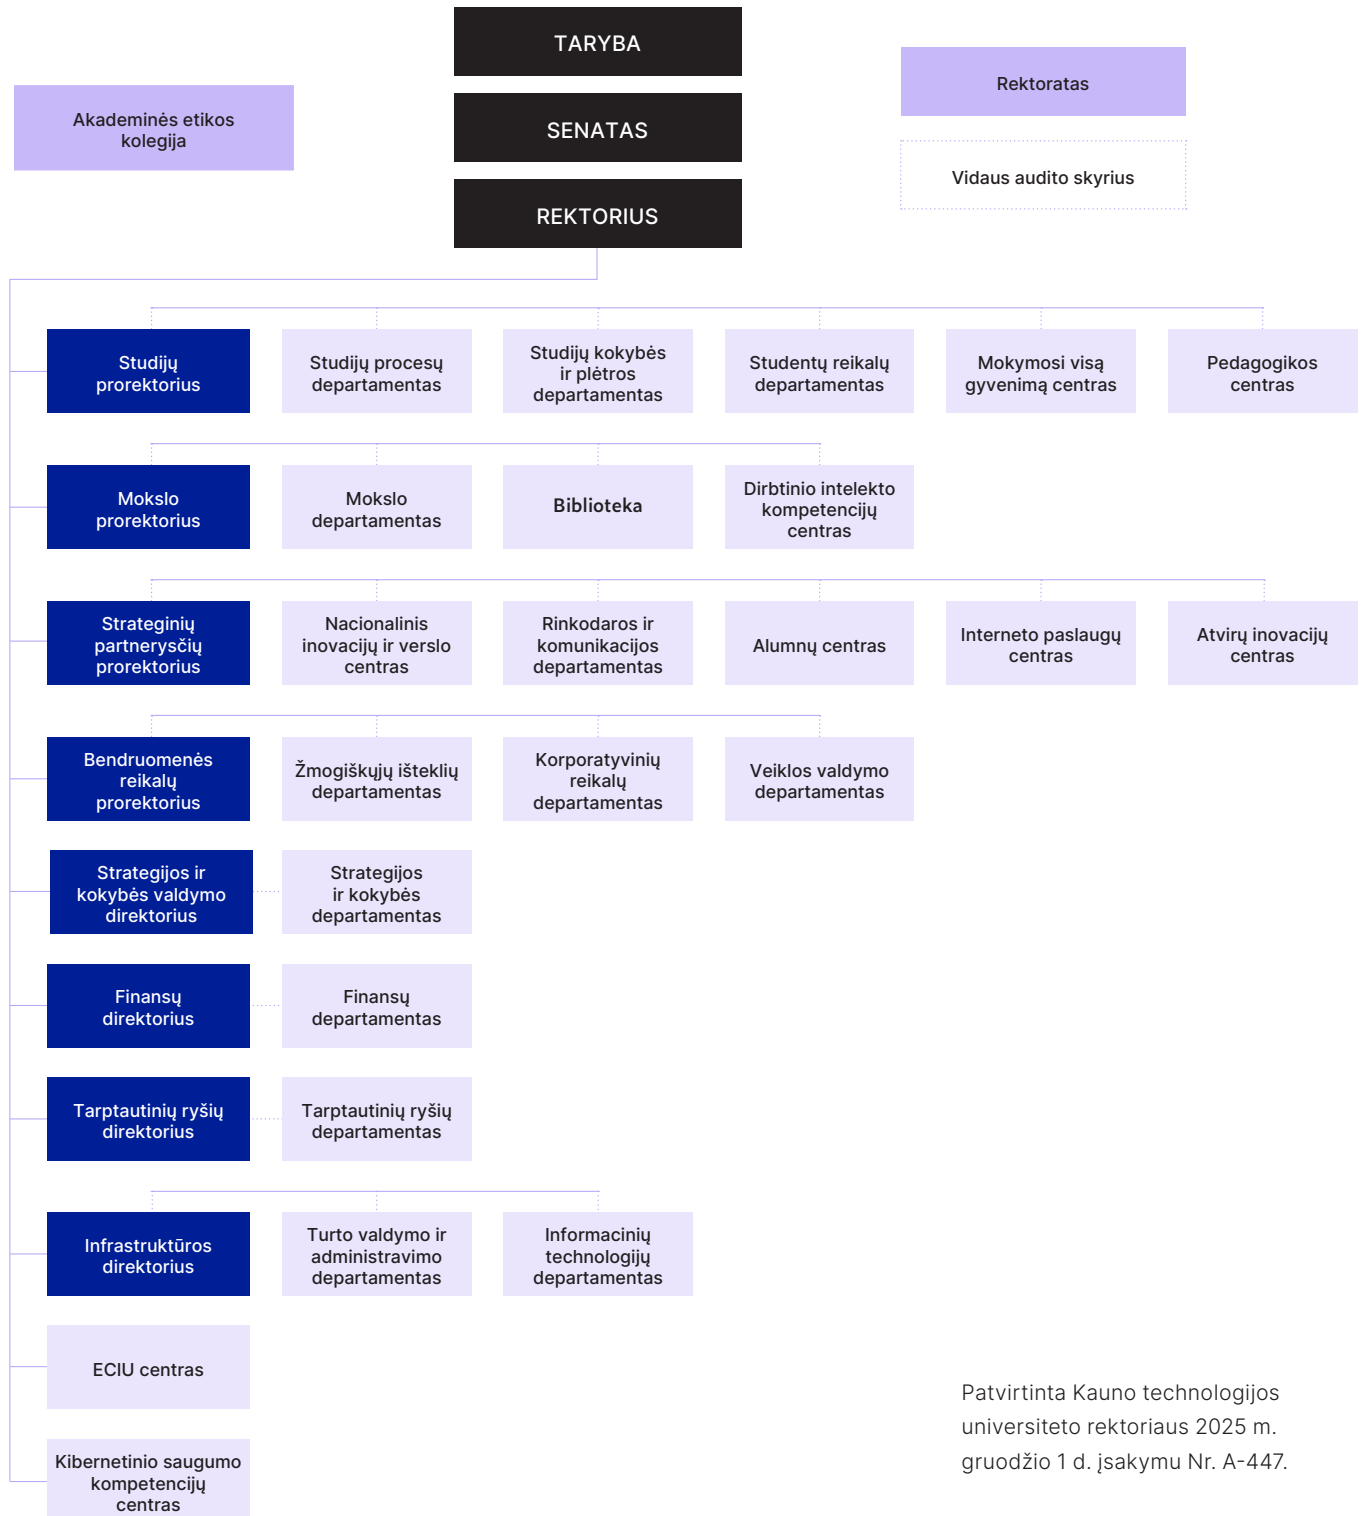 TARYBA
Akademinės etikos
kolegija
Rektoratas
SENATAS
Vidaus audito skyrius
REKTORIUS
Studijų
prorektorius
Studijų procesų
departamentas
Studijų kokybės
ir plėtros
departamentas
Studentų reikalų
departamentas
Mokymosi visą
gyvenimą centras
Pedagogikos
centras
Mokslo
prorektorius
Mokslo
departamentas
Biblioteka
Dirbtinio intelekto
kompetencijų
centras
Strateginių
partnerysčių
prorektorius
Nacionalinis
inovacijų ir verslo
centras
Rinkodaros ir
komunikacijos
departamentas
Alumnų centras
Interneto paslaugų
centras
Atvirų inovacijų
centras
Bendruomenės
reikalų
prorektorius
Žmogiškųjų išteklių
departamentas
Korporatyvinių
reikalų
departamentas
Veiklos valdymo
departamentas
Strategijos ir
kokybės valdymo
direktorius
Strategijos
ir kokybės
departamentas
Finansų
direktorius
Finansų
departamentas
Tarptautinių ryšių
direktorius
Tarptautinių ryšių
departamentas
Infrastruktūros
direktorius
Turto valdymo ir
administravimo
departamentas
Informacinių
technologijų
departamentas
ECIU centras
Kibernetinio saugumo
kompetencijų
centras
Patvirtinta Kauno technologijos
universiteto rektoriaus 2025 m.
gruodžio 1 d. įsakymu Nr. A-447.